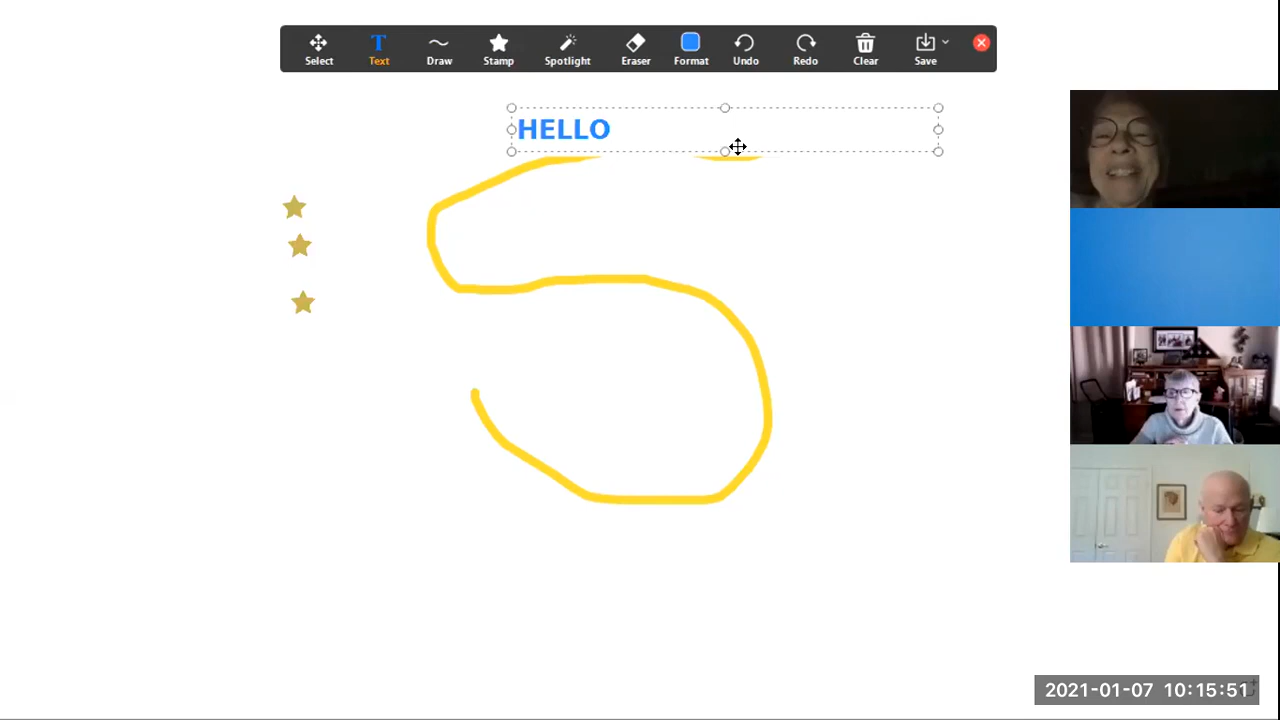 Select Text Draw Stamp Spotlight Eraser Format Undo Redo Clear Save
HELLO
2021-01-07 10:15:51